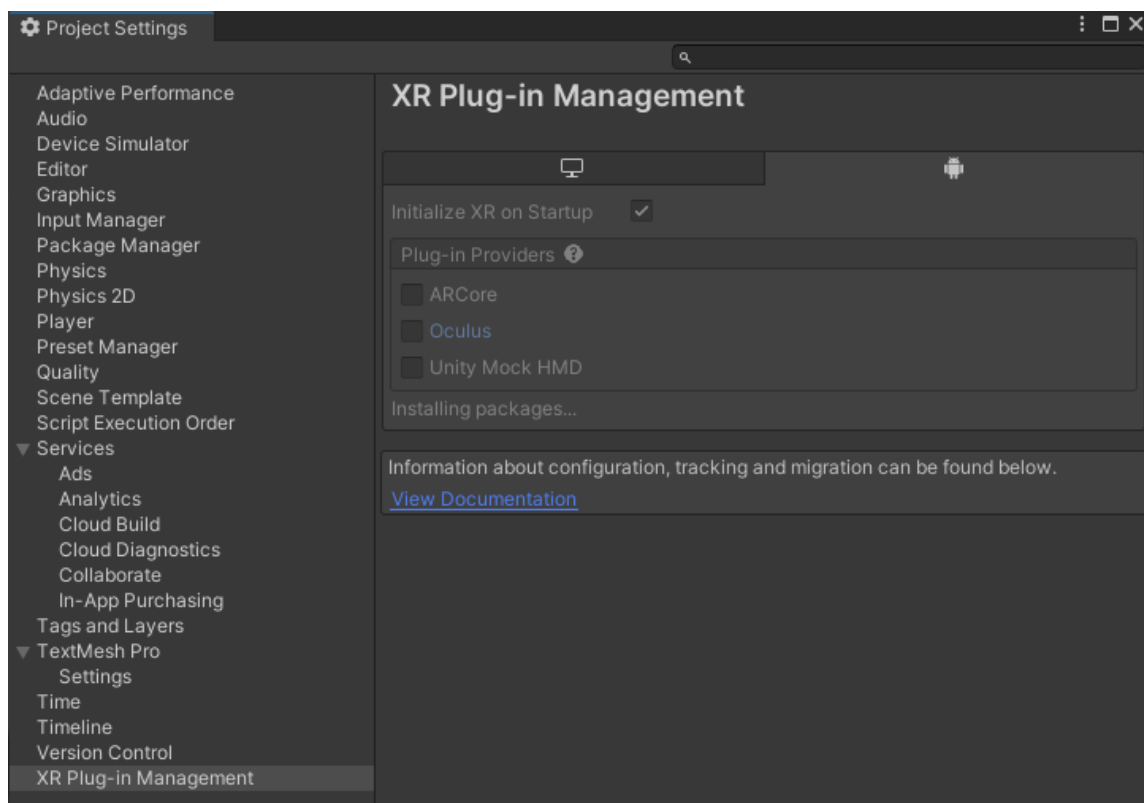 Project Settings
Adaptive Performance
Audio
Device Simulator
Editor
Graphics
Input Manager
Package Manager
Physics
Physics 2D
Player
Preset Manager
Quality
Scene Template
Script Execution Order
Services
Ads
Analytics
Cloud Build
Cloud Diagnostics
Collaborate
In-App Purchasing
Tags and Layers
TextMesh Pro
Settings
Time
Timeline
Version Control
XR Plug-in Management
XR Plug-in Management
Initialize XR on Startup
Plug-in Providers
ARCore
Oculus
Unity Mock HMD
Installing packages...
Information about configuration, tracking and migration can be found below.
View Documentation